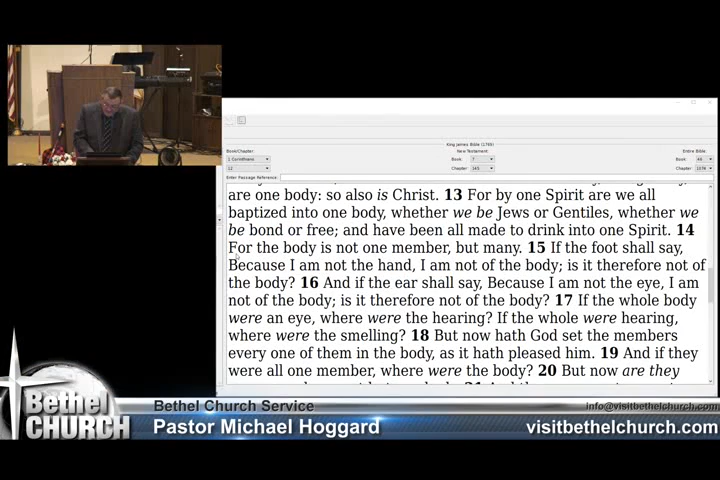 King James Bible (1769)
Book/Chapter:
New Testament
Entire Bible:
1 Corinthians
Book:
7
Book:
46
12
Chapter:
Chapter:
Enter Passage Reference:
are one body: so also is Christ. 13 For by one Spirit are we all
baptized into one body, whether we be Jews or Gentiles, whether we
be bond or free; and have been all made to drink into one Spirit. 14
For the body is not one member, but many. 15 If the foot shall say,
Because I am not the hand, I am not of the body; is it therefore not of
the body? 16 And if the ear shall say, Because I am not the eye, I am
not of the body; is it therefore not of the body? 17 If the whole body
were an eye, where were the hearing? If the whole were hearing,
where were the smelling? 18 But now hath God set the members
every one of them in the body, as it hath pleased him. 19 And if they
were all one member, where were the body? 20 But now are they
Bethel
CHURCH
Bethel Church Service
info@visitbethelchurch.com
Pastor Michael Hoggard
visitbethelchurch.com